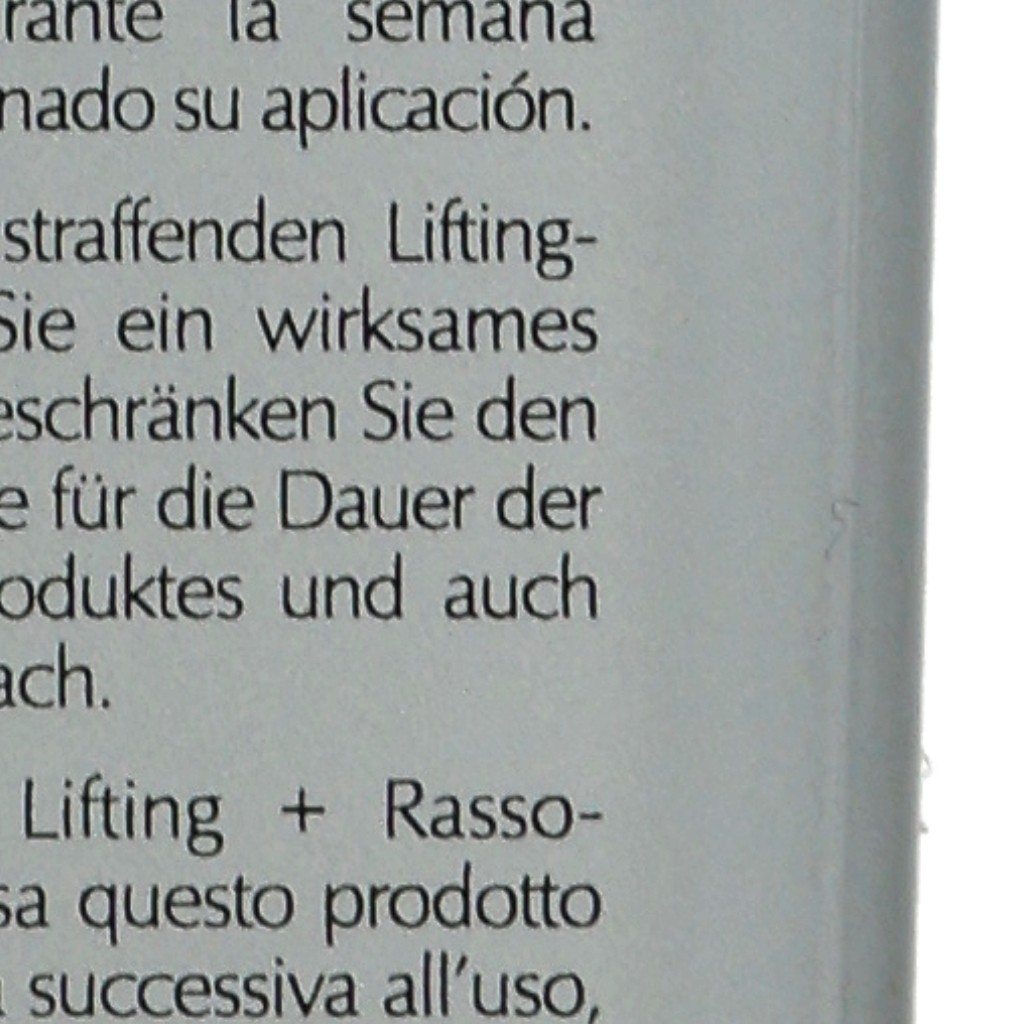 rante la semana
nado su aplicación.
straffenden Lifting-
Sie ein wirksames
eschränken Sie den
e für die Dauer der
oduktes und auch
ach.
Lifting + Rasso-
sa questo prodotto
a successiva all'uso,